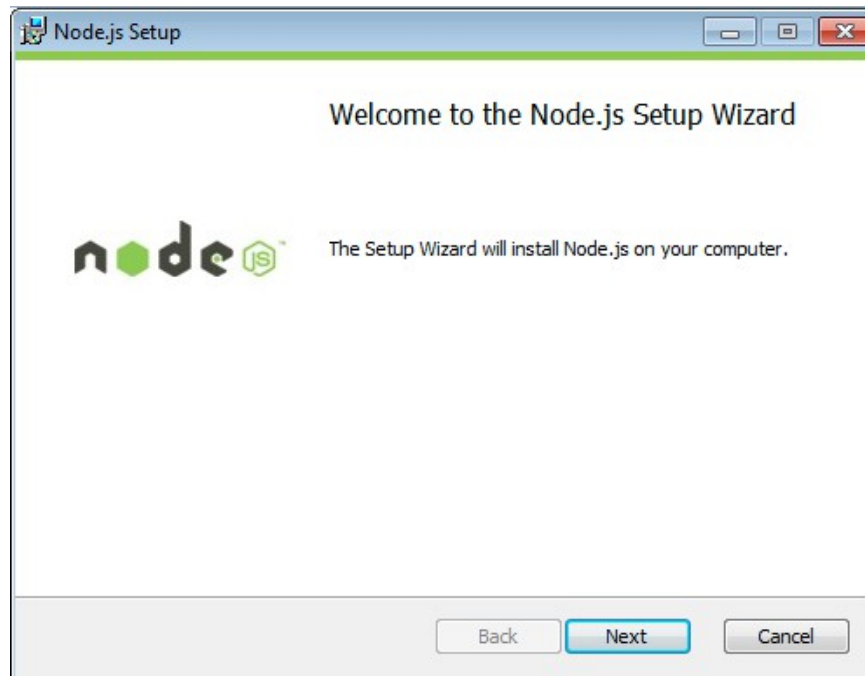 Node.js Setup
Welcome to the Node.js Setup Wizard
node JS™
The Setup Wizard will install Node.js on your computer.
Back Next Cancel